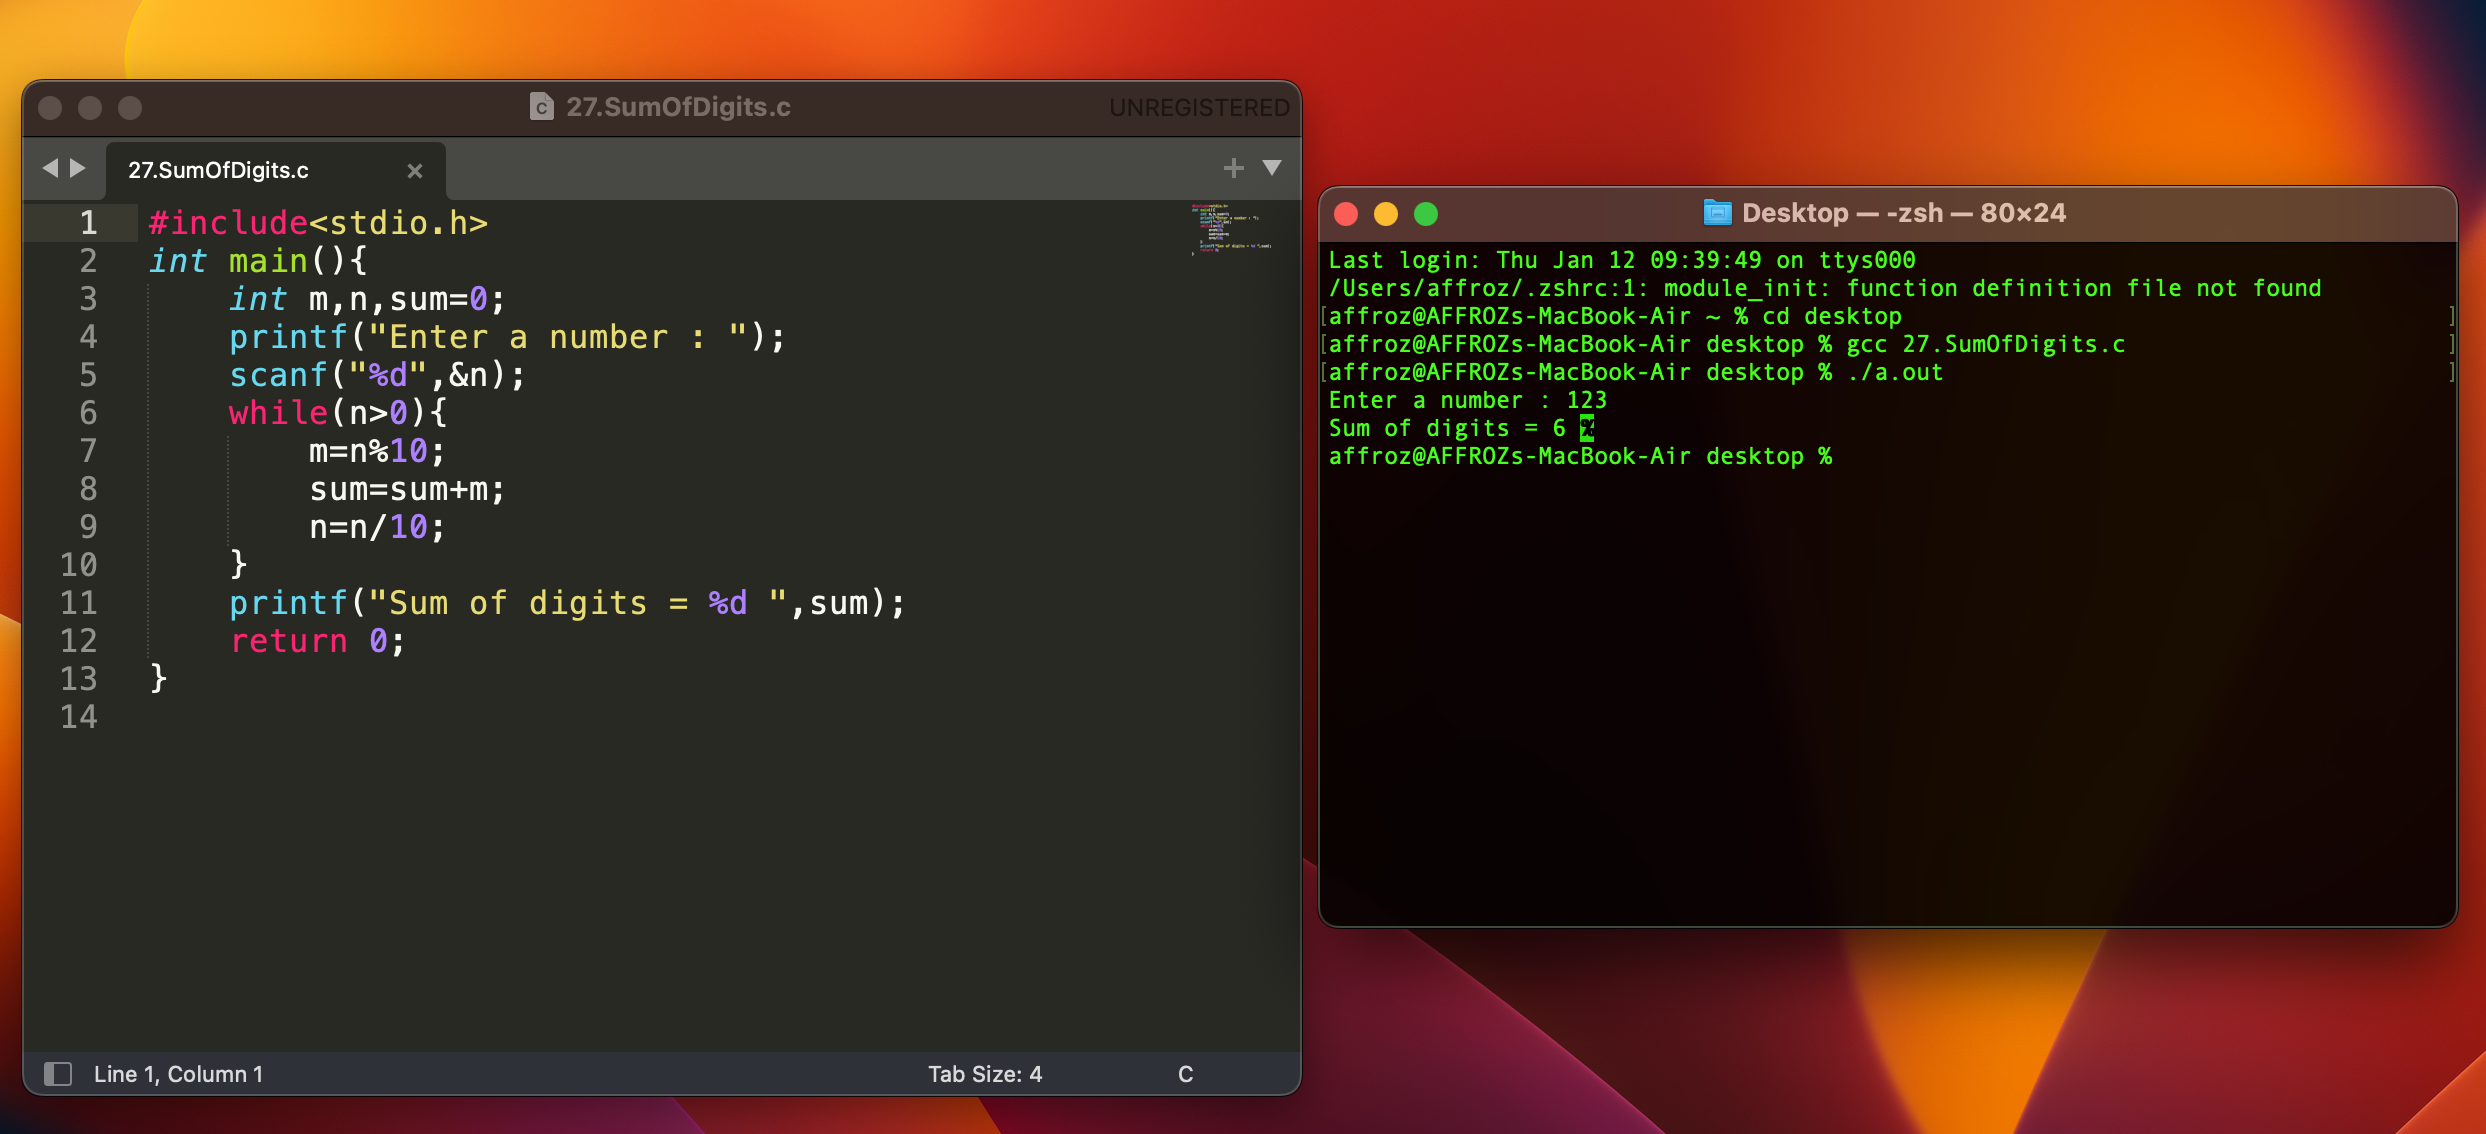 27.SumOfDigits.c
UNREGISTERED
27.SumOfDigits.c
1 #include<stdio.h>
2 int main(){
3     int m,n,sum=0;
4     printf("Enter a number : ");
5     scanf("%d",&n);
6     while(n>0){
7         m=n%10;
8         sum=sum+m;
9         n=n/10;
10     }
11     printf("Sum of digits = %d ",sum);
12     return 0;
13 }
14
Line 1, Column 1
Tab Size: 4
C
Desktop — -zsh — 80×24
Last login: Thu Jan 12 09:39:49 on ttys000
/Users/affroz/.zshrc:1: module_init: function definition file not found
[affroz@AFFROZs-MacBook-Air ~ % cd desktop ]
[affroz@AFFROZs-MacBook-Air desktop % gcc 27.SumOfDigits.c ]
[affroz@AFFROZs-MacBook-Air desktop % ./a.out ]
Enter a number : 123
Sum of digits = 6 %
affroz@AFFROZs-MacBook-Air desktop %